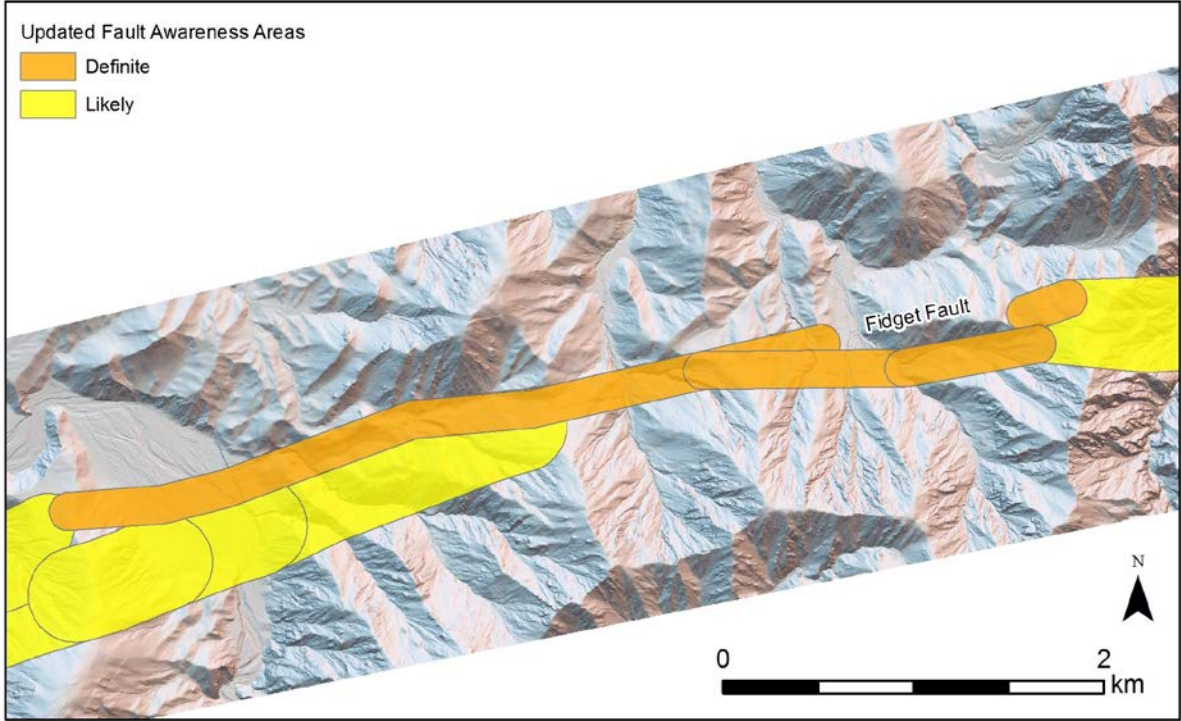 Updated Fault Awareness Areas
Definite
Likely
Fidget Fault
N
0 2
km